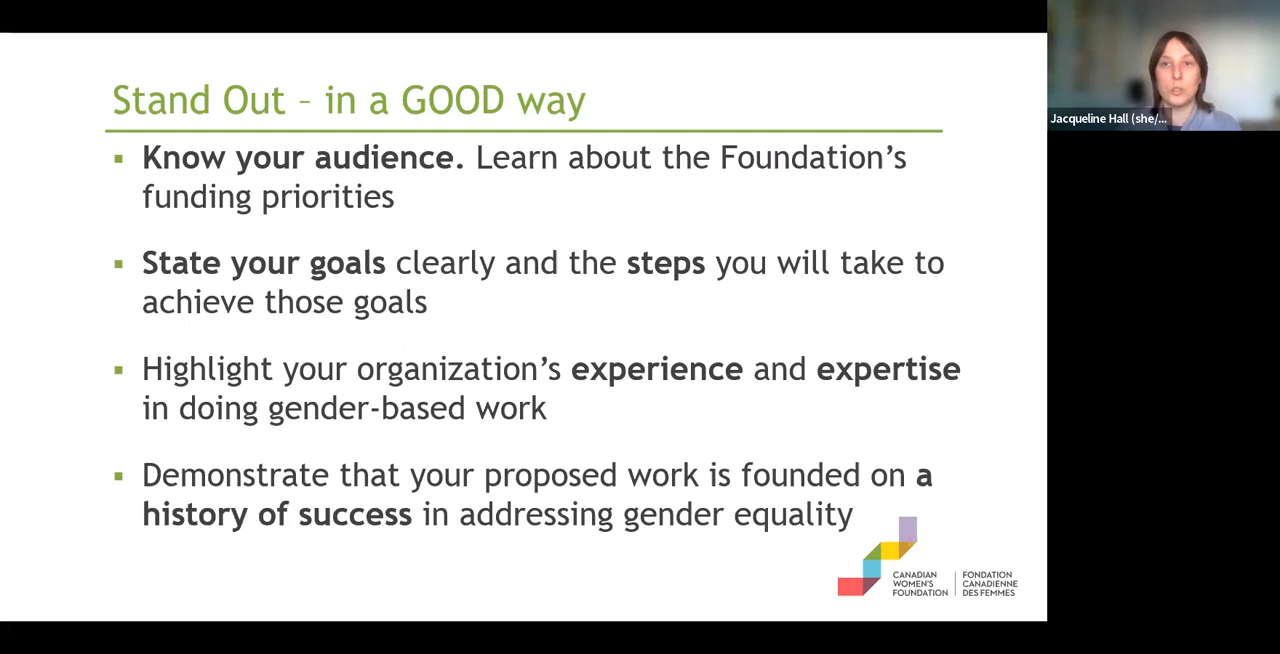 Stand Out – in a GOOD way
▪ Know your audience. Learn about the Foundation’s
funding priorities
▪ State your goals clearly and the steps you will take to
achieve those goals
▪ Highlight your organization’s experience and expertise
in doing gender-based work
▪ Demonstrate that your proposed work is founded on a
history of success in addressing gender equality
CANADIAN
WOMEN'S
FOUNDATION
FONDATION
CANADIENNE
DES FEMMES
Jacqueline Hall (she/...